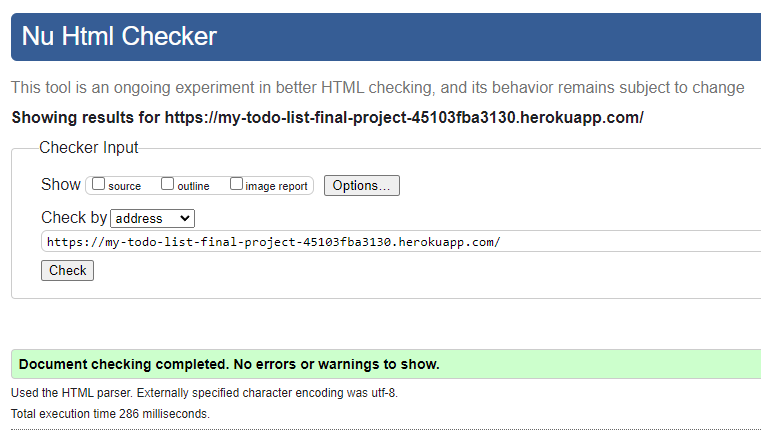 Nu Html Checker
This tool is an ongoing experiment in better HTML checking, and its behavior remains subject to change
Showing results for https://my-todo-list-final-project-45103fba3130.herokuapp.com/
Checker Input
Show source outline image report Options...
Check by address
https://my-todo-list-final-project-45103fba3130.herokuapp.com/
Check
Document checking completed. No errors or warnings to show.
Used the HTML parser. Externally specified character encoding was utf-8.
Total execution time 286 milliseconds.